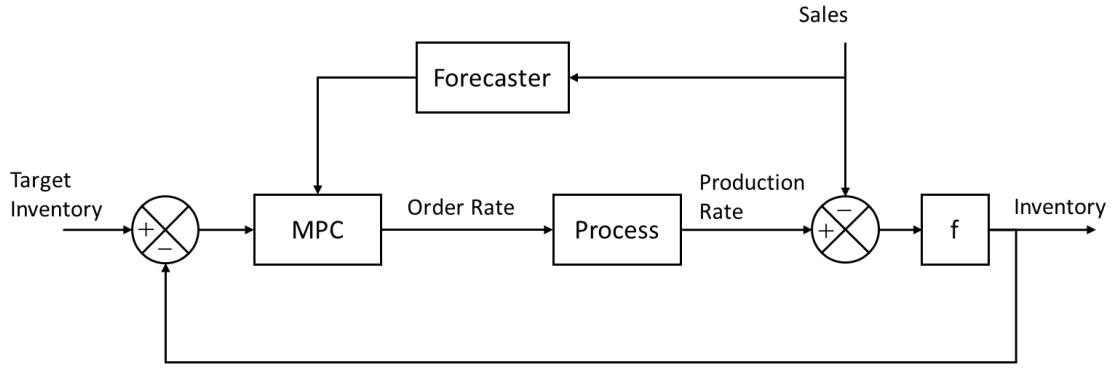 Sales
Forecaster
Target
Inventory
+
−
MPC
Order Rate
Process
Production
Rate
−
+
f
Inventory